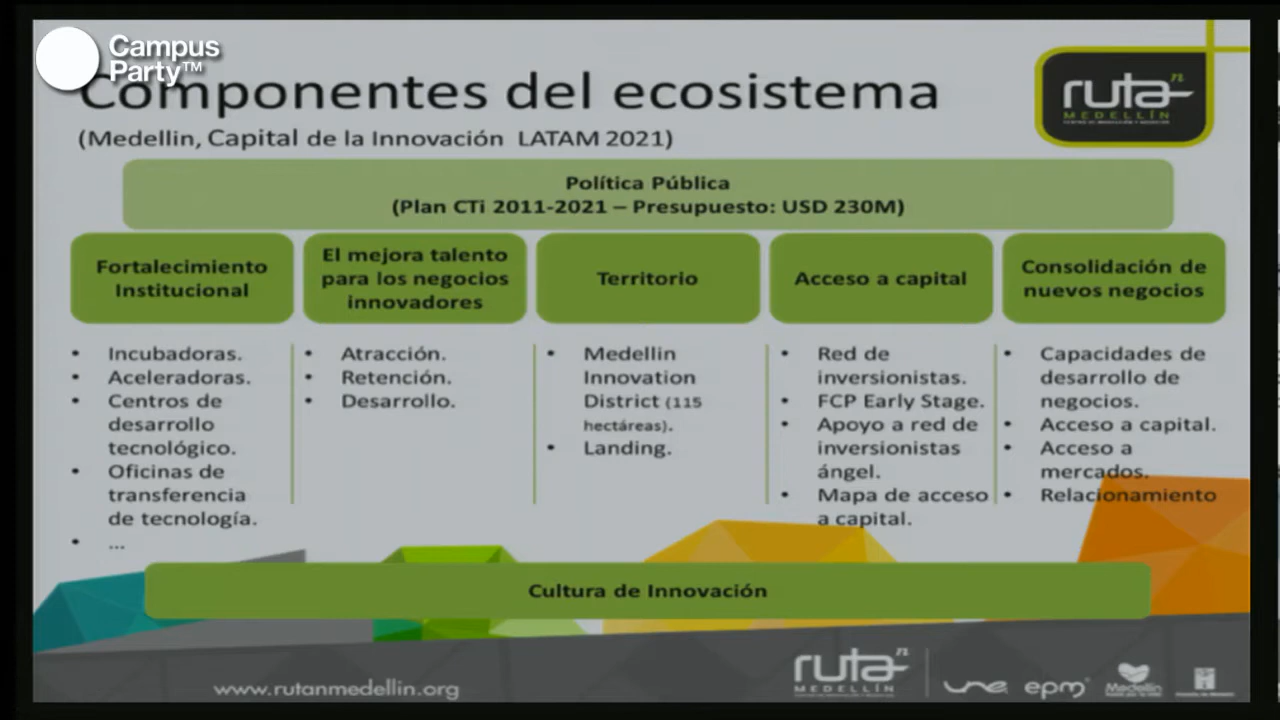 Campus
Party™
Componentes del ecosistema
(Medellin, Capital de la Innovación LATAM 2021)
ruta n
MEDELLÍN
Política Pública
(Plan CTi 2011-2021 – Presupuesto: USD 230M)
Fortalecimiento
Institucional
El mejora talento
para los negocios
innovadores
Territorio
Acceso a capital
Consolidación de
nuevos negocios
• Incubadoras.
• Aceleradoras.
• Centros de
desarrollo
tecnológico.
• Oficinas de
transferencia
de tecnología.
• ...
• Atracción.
• Retención.
• Desarrollo.
• Medellin
Innovation
District (115
hectáreas).
• Landing.
• Red de
inversionistas.
• FCP Early Stage.
• Apoyo a red de
inversionistas
ángel.
• Mapa de acceso
a capital.
• Capacidades de
desarrollo de
negocios.
• Acceso a capital.
• Acceso a
mercados.
• Relacionamiento
Cultura de Innovación
www.rutanmedellin.org
ruta n
MEDELLÍN
une
epm
Medellín